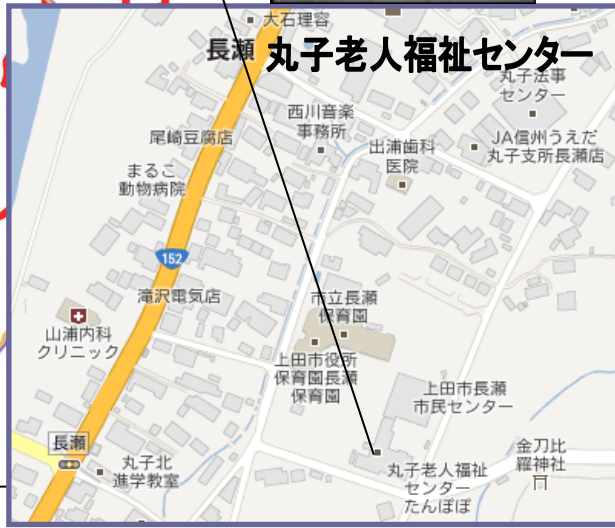 大石理容
長瀬 丸子老人福祉センター
丸子法事
センター
西川音楽
事務所
尾崎豆腐店
出浦歯科
医院
JA信州うえだ
丸子支所長瀬店
まるこ
動物病院
152
滝沢電気店
市立長瀬
保育園
山浦内科
クリニック
上田市役所
保育園長瀬
保育園
上田市長瀬
市民センター
長瀬
丸子北
進学教室
丸子老人福祉
センター
たんぽぽ
金刀比
羅神社